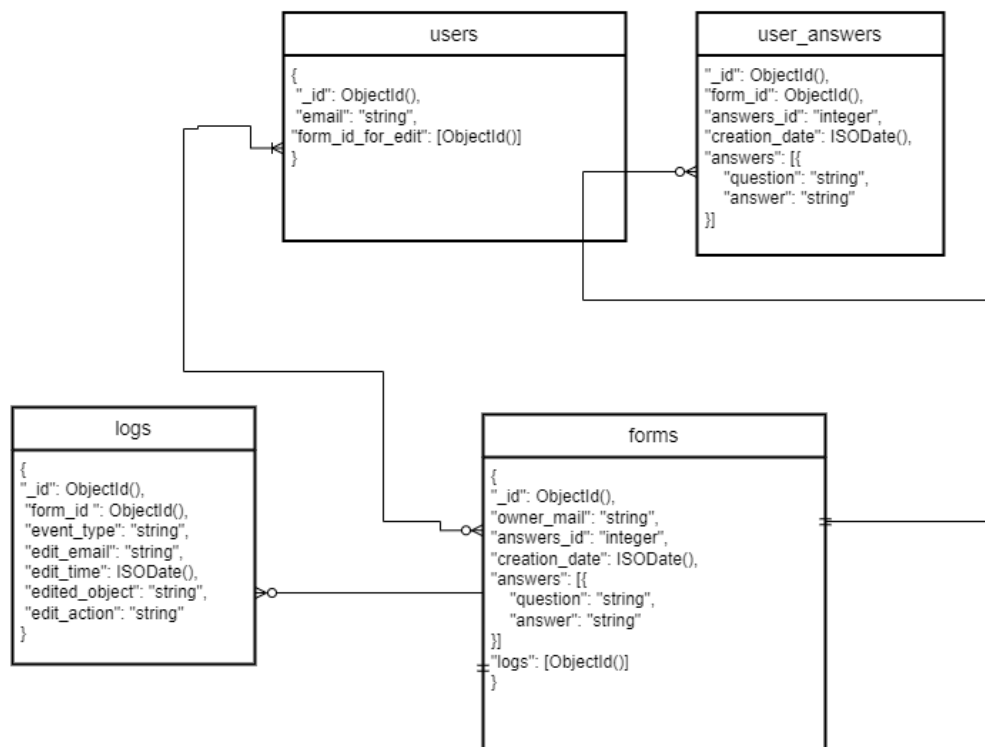 users
{
"_id": ObjectId(),
"email": "string",
"form_id_for_edit": [ObjectId()]
}
user_answers
"_id": ObjectId(),
"form_id": ObjectId(),
"answers_id": "integer",
"creation_date": ISODate(),
"answers": [{
"question": "string",
"answer": "string"
}]
logs
{
"_id": ObjectId(),
"form_id ": ObjectId(),
"event_type": "string",
"edit_email": "string",
"edit_time": ISODate(),
"edited_object": "string",
"edit_action": "string"
}
forms
{
"_id": ObjectId(),
"owner_mail": "string",
"answers_id": "integer",
"creation_date": ISODate(),
"answers": [{
"question": "string",
"answer": "string"
}]
"logs": [ObjectId()]
}